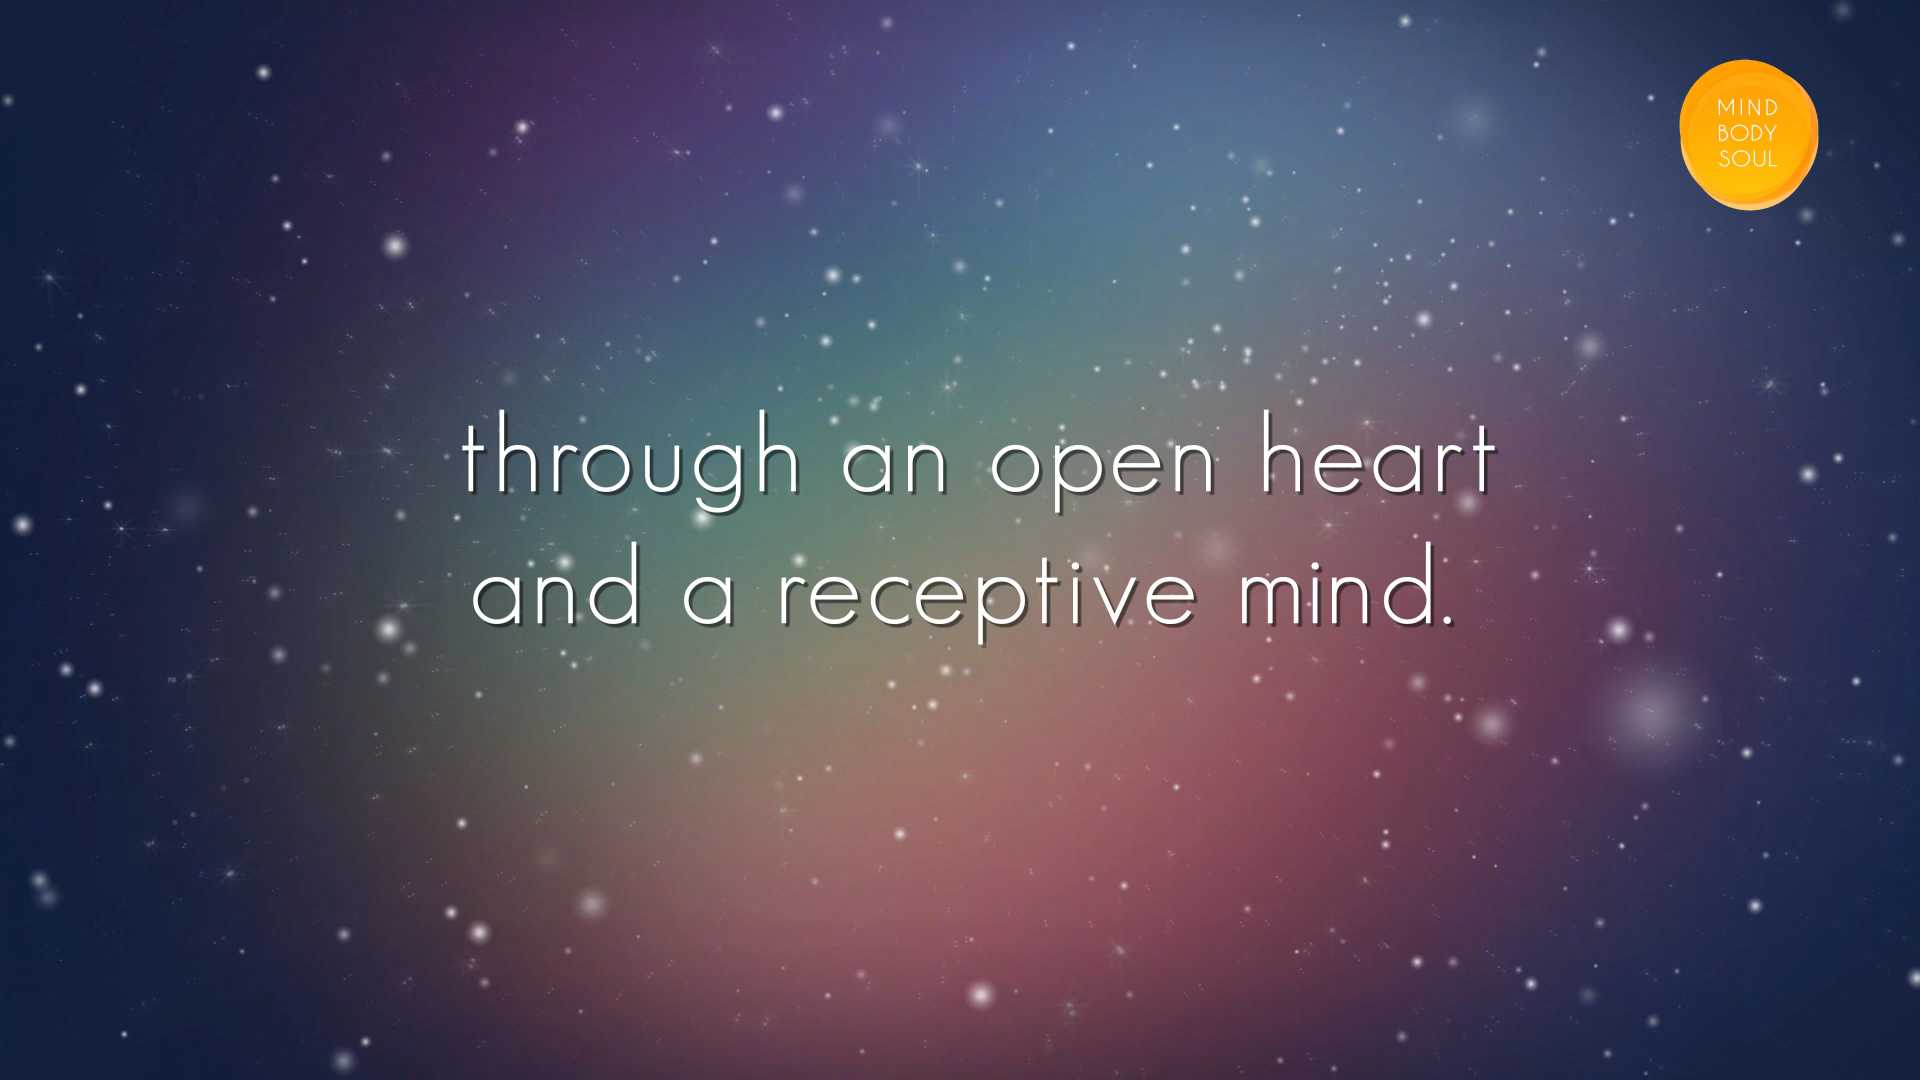 MIND
BODY
SOUL
through an open heart
and a receptive mind.